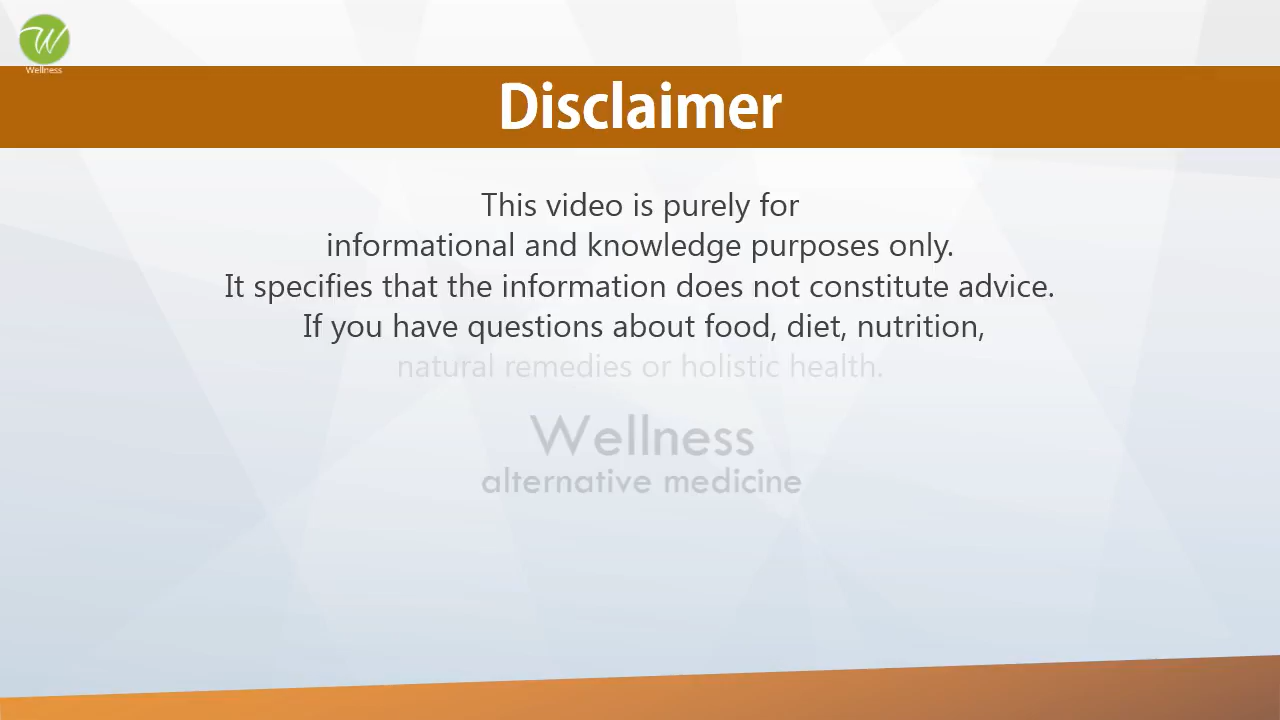 W
Wellness
Disclaimer
This video is purely for
informational and knowledge purposes only.
It specifies that the information does not constitute advice.
If you have questions about food, diet, nutrition,
natural remedies or holistic health.
Wellness
alternative medicine